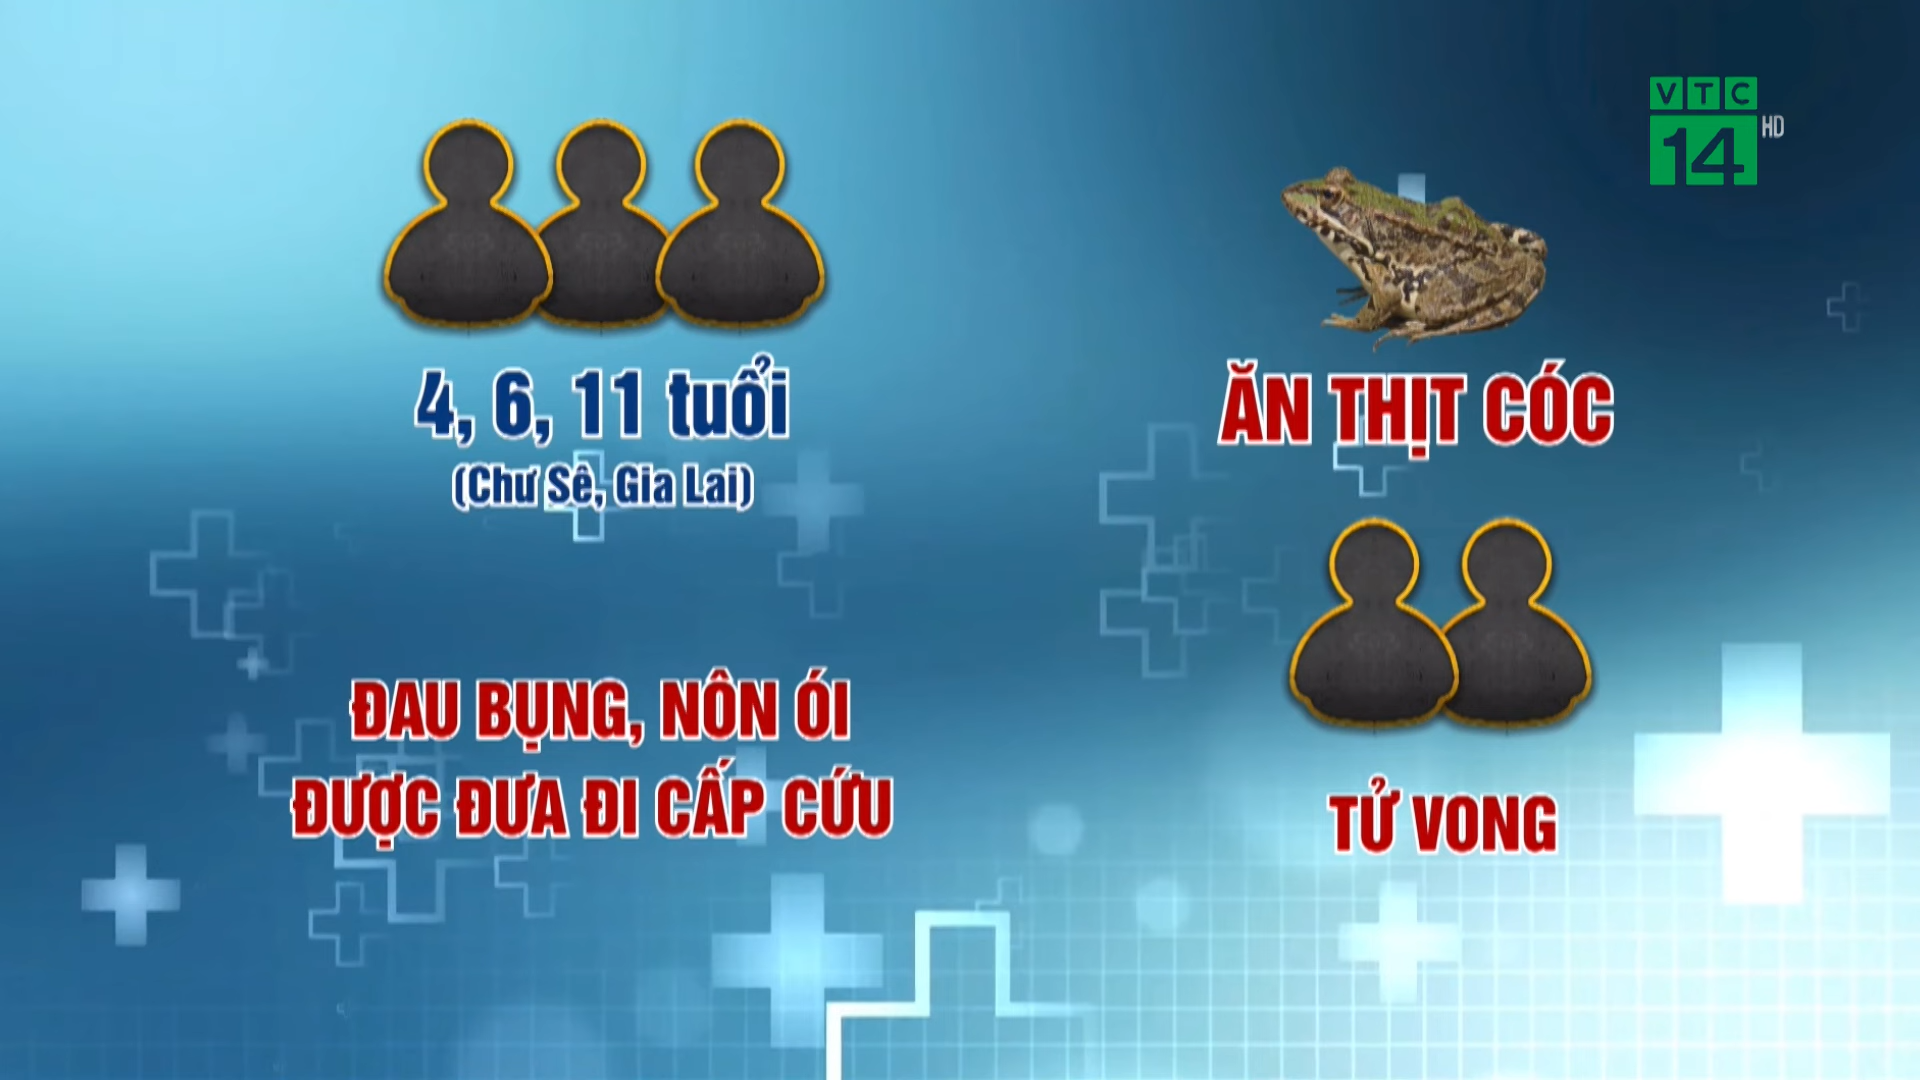 VTC
14 HD
4, 6, 11 tuổi
(Chư Sê, Gia Lai)
ĂN THỊT CÓC
ĐAU BỤNG, NÔN ÓI
ĐƯỢC ĐƯA ĐI CẤP CỨU
TỬ VONG